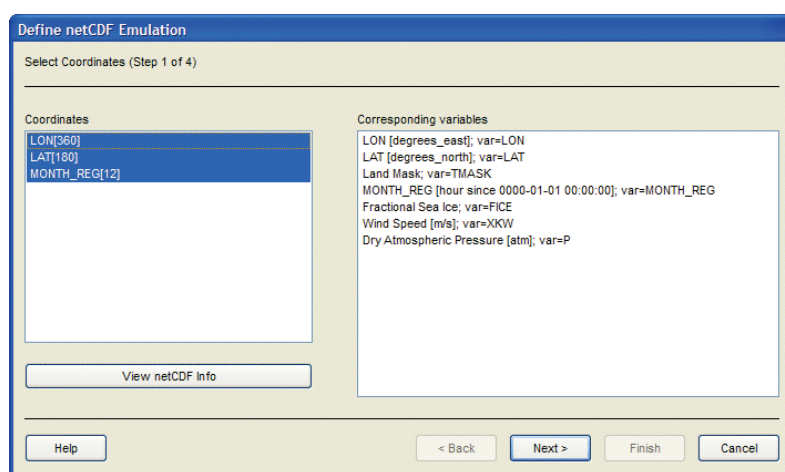 Define netCDF Emulation
Select Coordinates (Step 1 of 4)
Coordinates
LON[360]
LAT[180]
MONTH_REG[12]
View netCDF Info
Corresponding variables
LON [degrees_east]; var=LON
LAT [degrees_north]; var=LAT
Land Mask; var=TMASK
MONTH_REG [hour since 0000-01-01 00:00:00]; var=MONTH_REG
Fractional Sea Ice; var=FICE
Wind Speed [m/s]; var=XKW
Dry Atmospheric Pressure [atm]; var=P
Help
< Back
Next >
Finish
Cancel